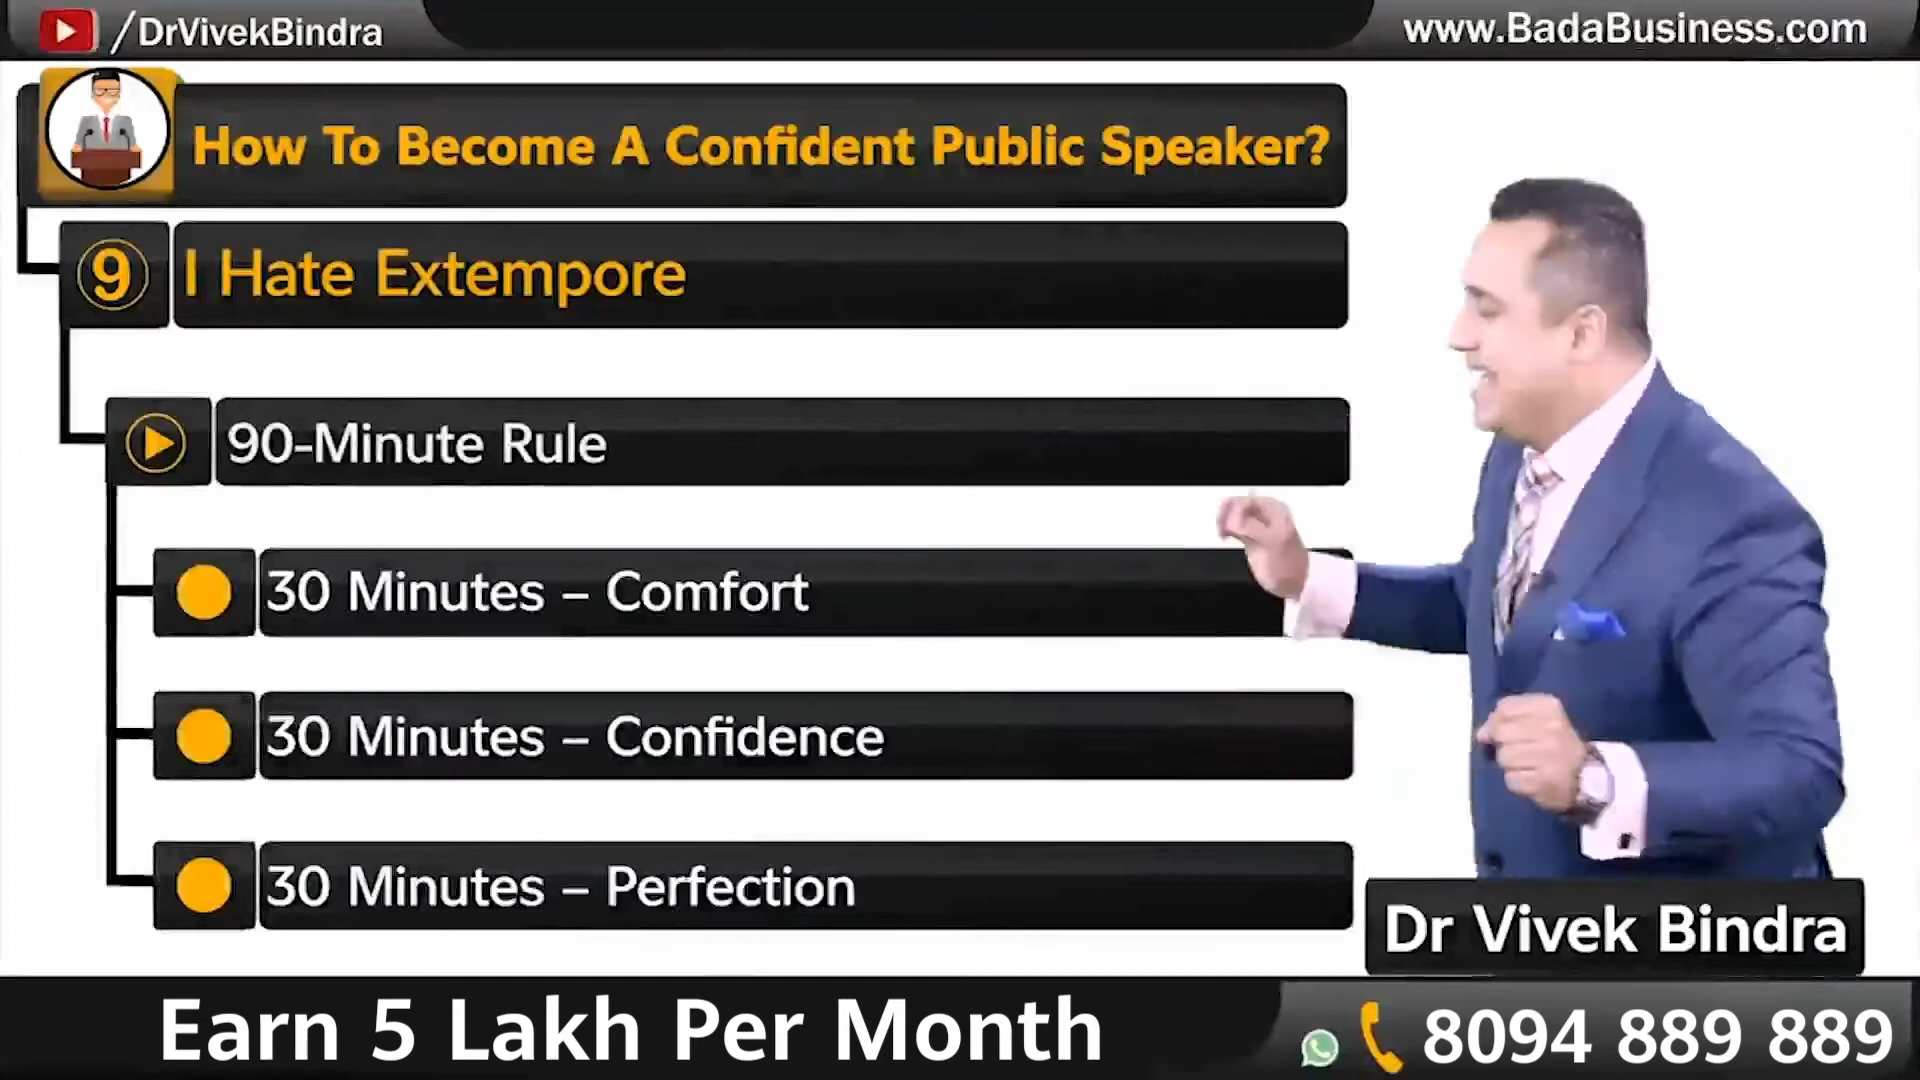 /DrVivekBindra
www.BadaBusiness.com
How To Become A Confident Public Speaker?
9 I Hate Extempore
90-Minute Rule
30 Minutes – Comfort
30 Minutes – Confidence
30 Minutes – Perfection
Dr Vivek Bindra
Earn 5 Lakh Per Month
8094 889 889